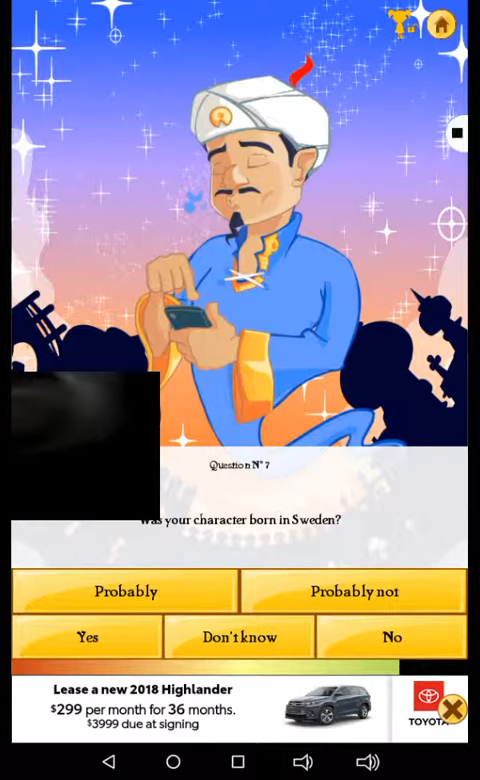 Question N° 7
Was your character born in Sweden?
Probably
Probably not
Yes
Don't know
No
Lease a new 2018 Highlander
$299 per month for 36 months.
$3999 due at signing
TOYOTA